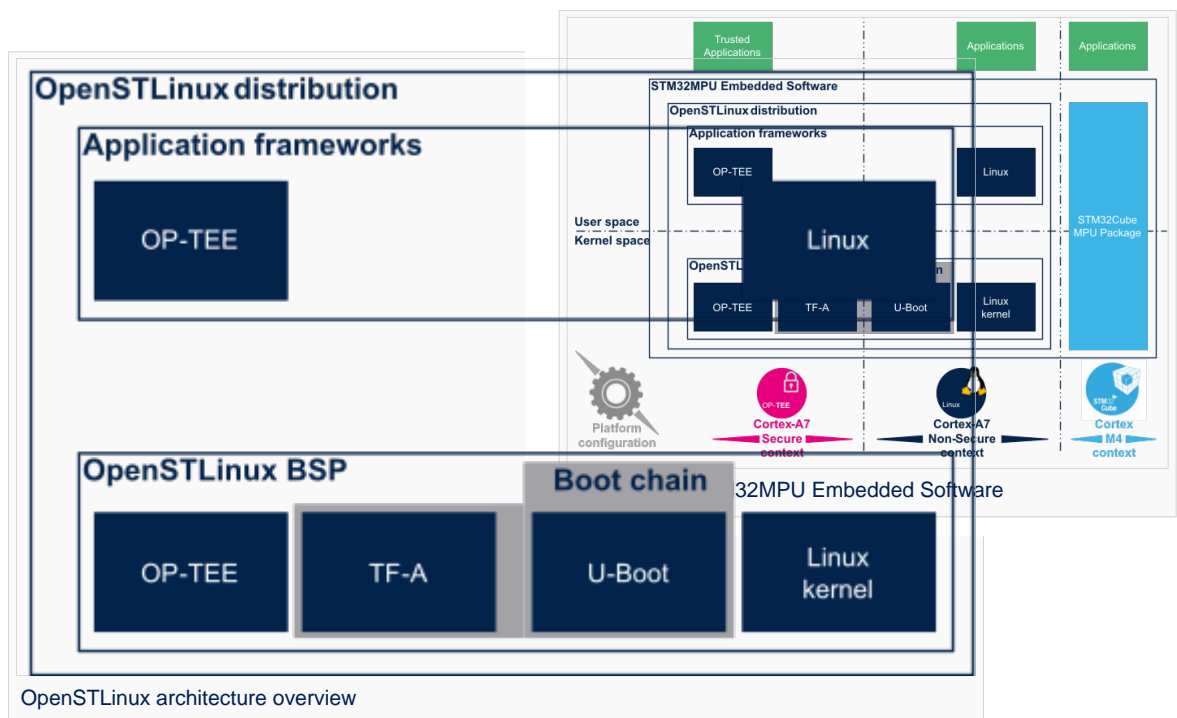 Trusted
Applications
Applications
Applications
STM32MPU Embedded Software
OpenSTLinux distribution
Application frameworks
OP-TEE
Linux
STM32Cube
MPU Package
User space
Kernel space
OpenSTL
n
OP-TEE
TF-A
U-Boot
Linux
kernel
Platform
configuration
OP-TEE
Cortex-A7
Secure
context
Linux
Cortex-A7
Non-Secure
context
STM32
Cube
Cortex
M4
context
32MPU Embedded Software
OpenSTLinux distribution
Application frameworks
OP-TEE
Linux
OpenSTLinux BSP
Boot chain
OP-TEE
TF-A
U-Boot
Linux
kernel
OpenSTLinux architecture overview